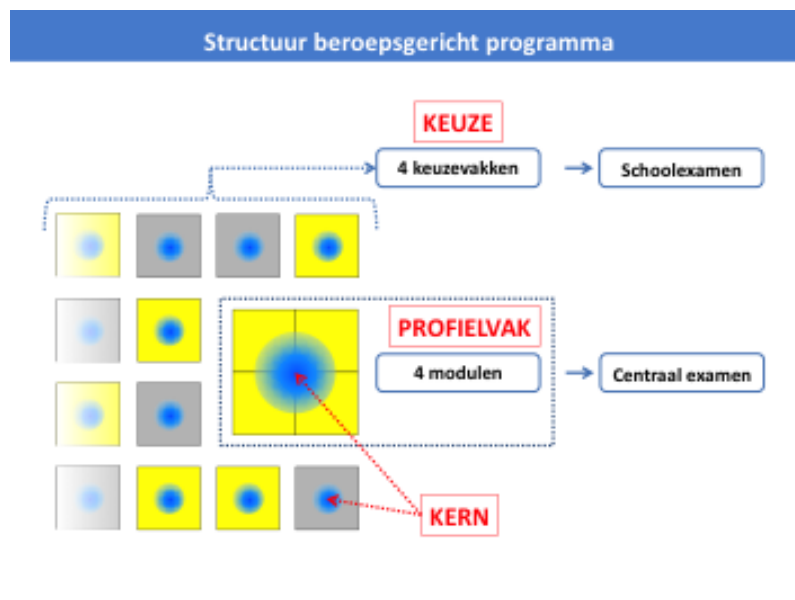 Structuur beroepsgericht programma
KEUZE
4 keuzevakken
Schoolexamen
PROFIELVAK
4 modulen
Centraal examen
KERN